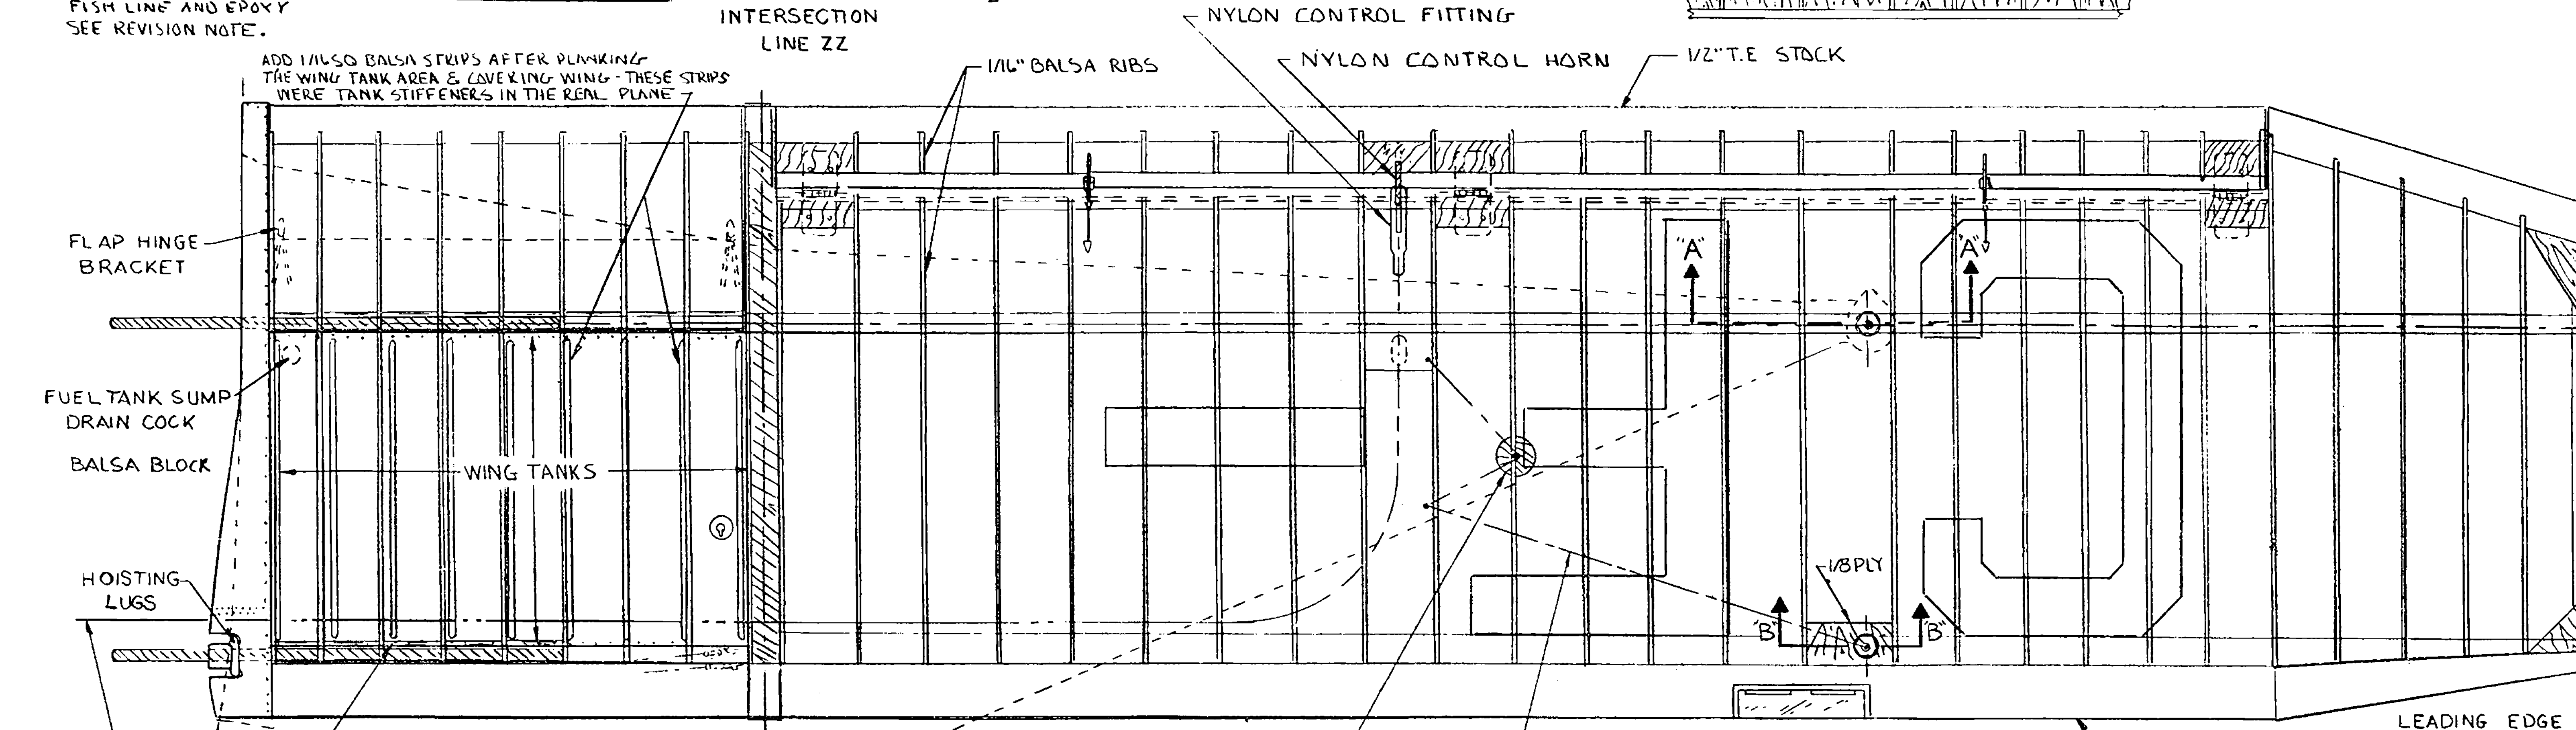 FISH LINE AND EPOXY
SEE REVISION NOTE.
INTERSECTION
LINE ZZ
NYLON CONTROL FITTING
ADD 1/16SQ BALSA STRIPS AFTER PLANKING
THE WING TANK AREA & COVERING WING - THESE STRIPS
WERE TANK STIFFENERS IN THE REAL PLANE
1/16" BALSA RIBS
NYLON CONTROL HORN
1/2" T.E STOCK
FLAP HINGE
BRACKET
"A"
"A"
FUEL TANK SUMP
DRAIN COCK
BALSA BLOCK
WING TANKS
HOISTING
LUGS
1/8 PLY
"B"
"B"
LEADING EDGE